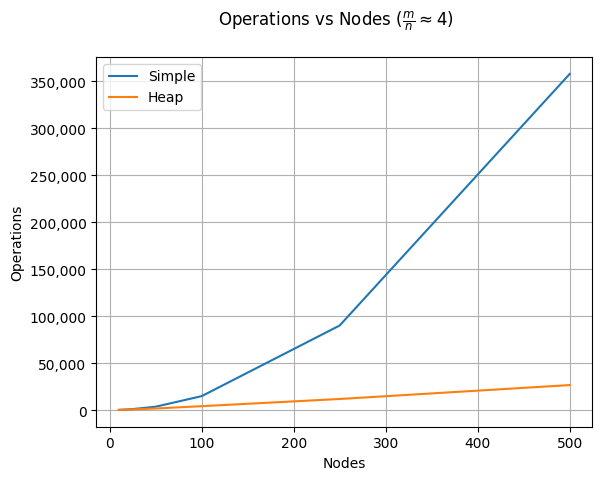 Operations vs Nodes (m/n ≈ 4)
Simple
Heap
350,000
300,000
250,000
200,000
150,000
100,000
50,000
0
Operations
0 100 200 300 400 500
Nodes